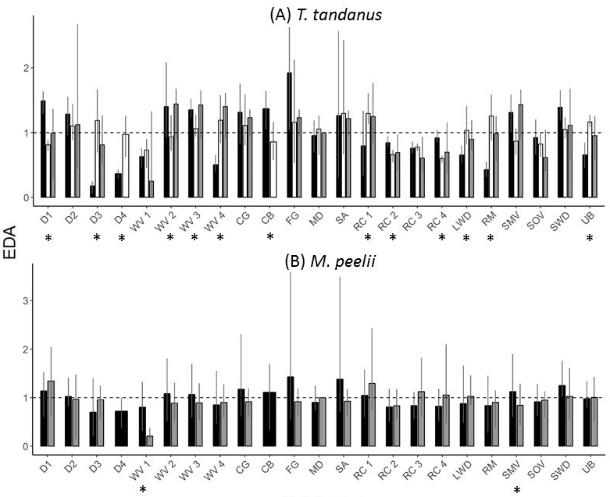 (A) T. tandanus
2
1
0
D1 D2 D3 D4 WV 1 WV 2 WV 3 WV 4 CG CB FG MD SA RC 1 RC 2 RC 3 RC 4 LWD RM SMV SOV SWD UB
* * * * * * * * * * * * *
EDA
(B) M. peelii
3
2
1
0
D1 D2 D3 D4 WV 1 WV 2 WV 3 WV 4 CG CB FG MD SA RC 1 RC 2 RC 3 RC 4 LWD RM SMV SOV SWD UB
* *